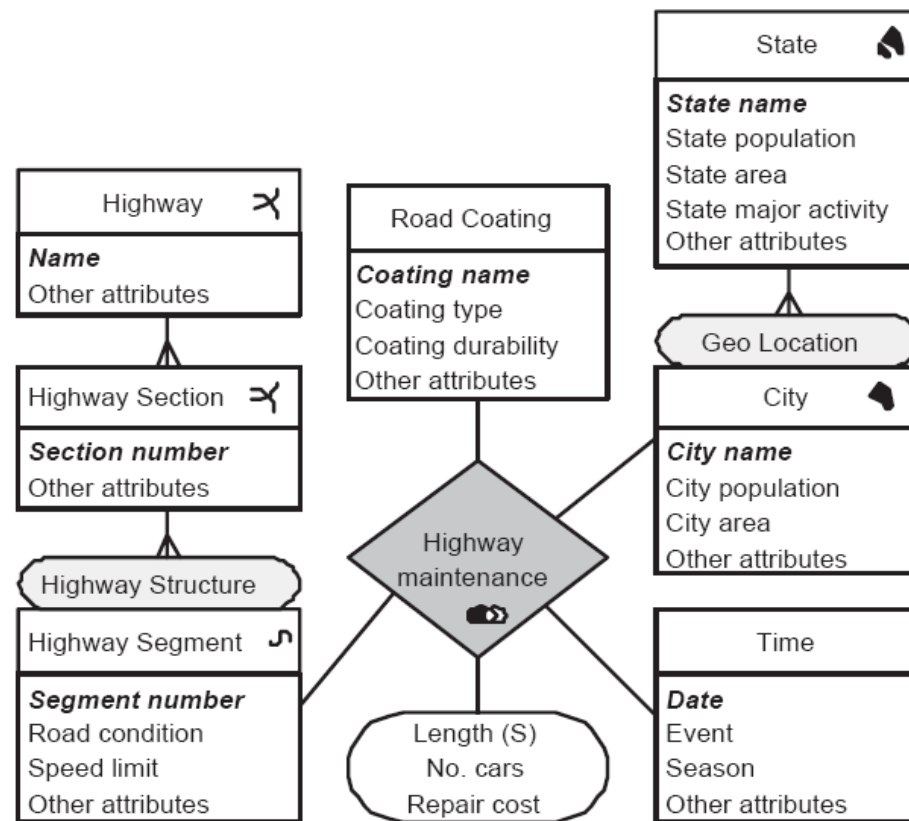 State
State name
State population
State area
State major activity
Other attributes
Highway
Name
Other attributes
Road Coating
Coating name
Coating type
Coating durability
Other attributes
Geo Location
City
City name
City population
City area
Other attributes
Highway Section
Section number
Other attributes
Highway
maintenance
Highway Structure
Highway Segment
Segment number
Road condition
Speed limit
Other attributes
Length (S)
No. cars
Repair cost
Time
Date
Event
Season
Other attributes